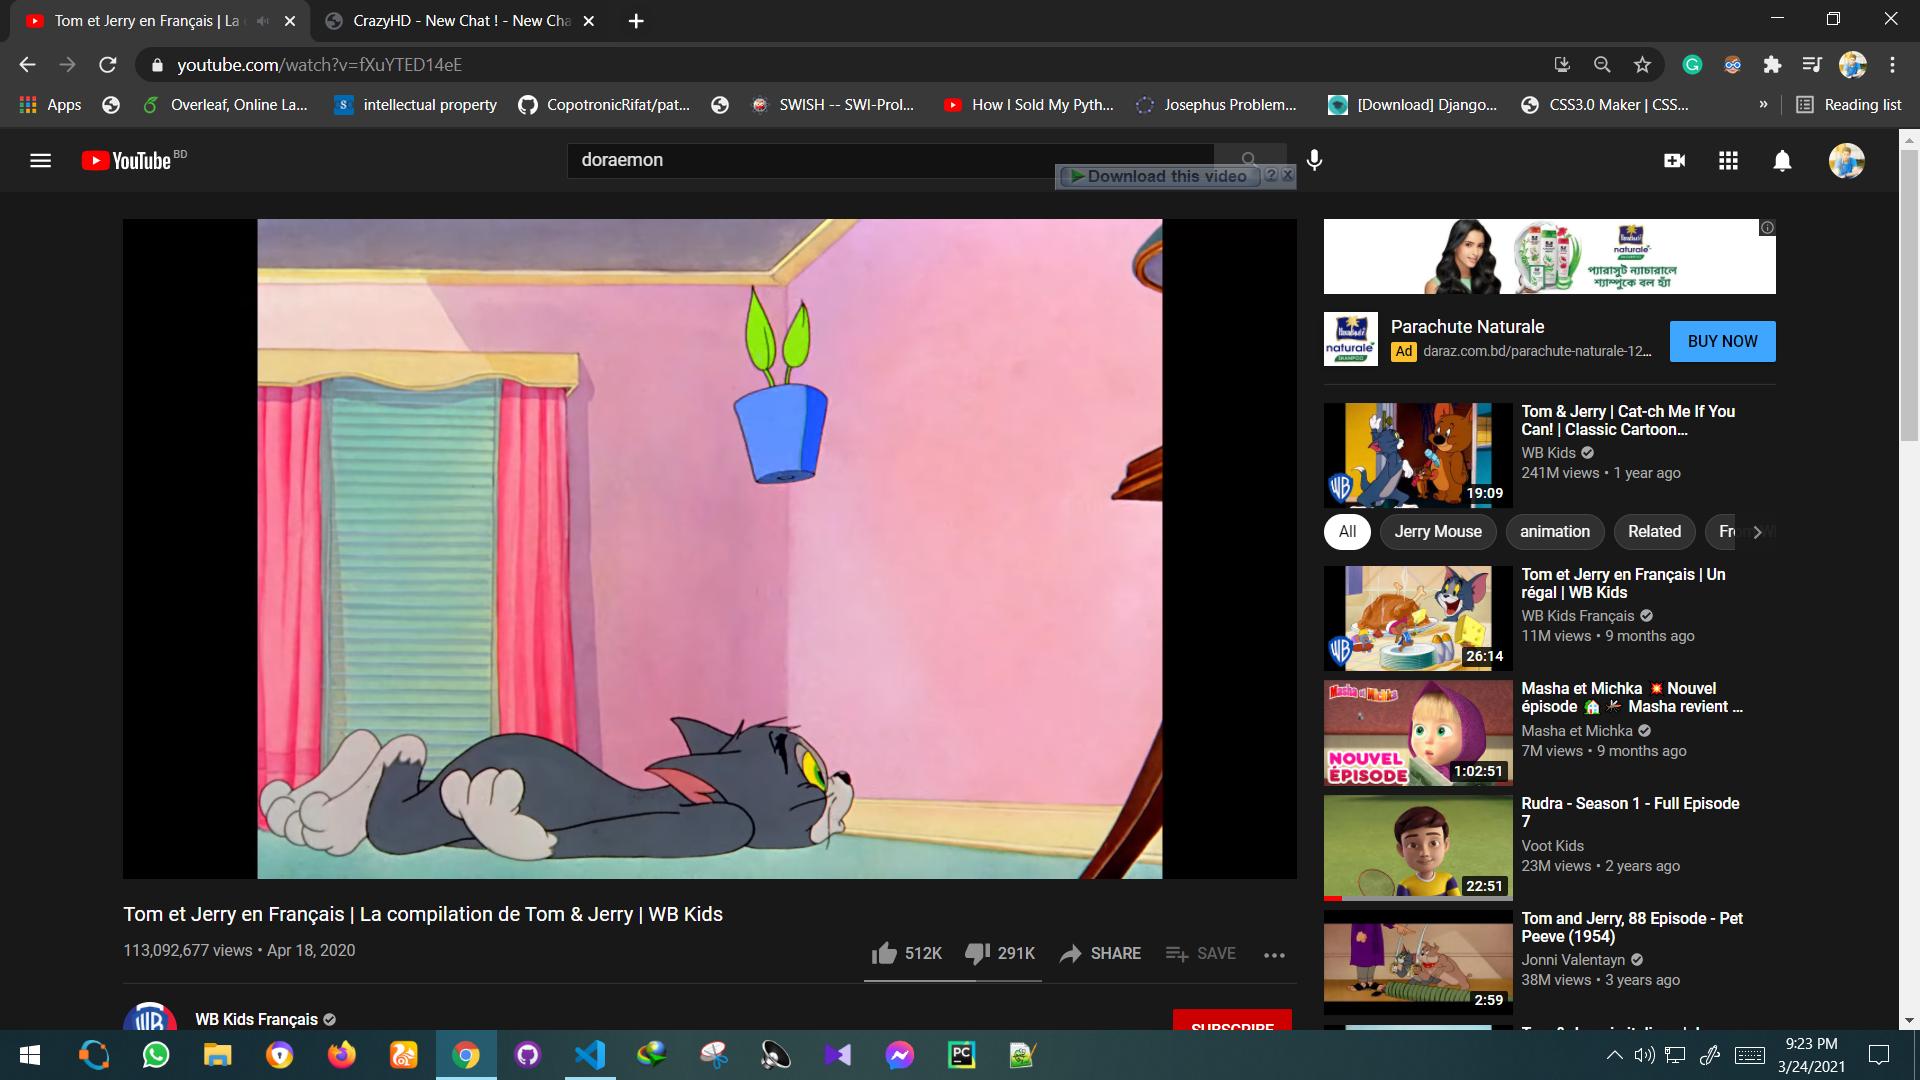 Tom et Jerry en Français | La
CrazyHD - New Chat ! - New Cha
youtube.com/watch?v=fXuYTED14eE
Apps
Overleaf, Online La...
intellectual property
CopotronicRifat/pat...
SWISH -- SWI-Prol...
How I Sold My Pyth...
Josephus Problem...
[Download] Django...
CSS3.0 Maker | CSS...
»
Reading list
YouTube BD
doraemon
Download this video
naturale
প্যারাসুট ন্যাচারালে
শ্যাম্পুকে বল হ্যাঁ
naturale
SHAMPOO
Parachute Naturale
Ad daraz.com.bd/parachute-naturale-12...
BUY NOW
Tom & Jerry | Cat-ch Me If You
Can! | Classic Cartoon...
WB Kids
241M views • 1 year ago
WB
19:09
All
Jerry Mouse
animation
Related
Tom et Jerry en Français | Un
régal | WB Kids
WB Kids Français
11M views • 9 months ago
WB
26:14
Masha et Michka
NOUVEL
ÉPISODE
1:02:51
Masha et Michka 💥 Nouvel
épisode 🏠 🦟 Masha revient ...
Masha et Michka
7M views • 9 months ago
Rudra - Season 1 - Full Episode
7
Voot Kids
23M views • 2 years ago
22:51
Tom and Jerry, 88 Episode - Pet
Peeve (1954)
Jonni Valentayn
38M views • 3 years ago
2:59
Tom et Jerry en Français | La compilation de Tom & Jerry | WB Kids
113,092,677 views • Apr 18, 2020
512K
291K
SHARE
SAVE
WB Kids Français
SUBSCRIBE
PC
9:23 PM
3/24/2021